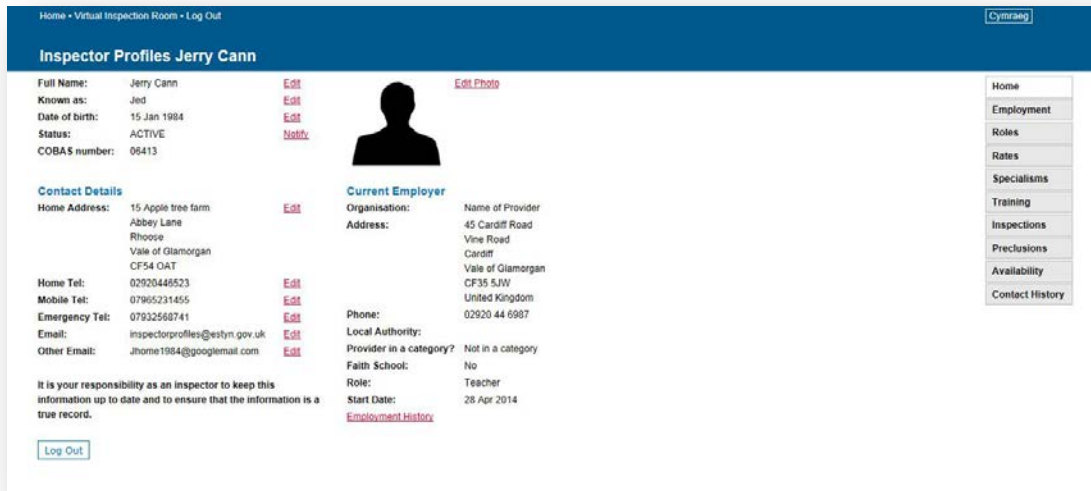 Home • Virtual Inspection Room • Log Out
Cymraeg
Inspector Profiles Jerry Cann
Full Name: Jerry Cann Edit
Known as: Jed Edit
Date of birth: 15 Jan 1984 Edit
Status: ACTIVE Notify
COBAS number: 06413
Edit Photo
Contact Details
Home Address: 15 Apple tree farm Edit
Abbey Lane
Rhoose
Vale of Glamorgan
CF54 OAT
Home Tel: 02920446523 Edit
Mobile Tel: 07965231455 Edit
Emergency Tel: 07932568741 Edit
Email: inspectorprofiles@estyn.gov.uk Edit
Other Email: Jhome1984@googlemail.com Edit
It is your responsibility as an inspector to keep this
information up to date and to ensure that the information is a
true record.
Log Out
Current Employer
Organisation: Name of Provider
Address: 45 Cardiff Road
Vine Road
Cardiff
Vale of Glamorgan
CF35 5JW
United Kingdom
Phone: 02920 44 6987
Local Authority:
Provider in a category? Not in a category
Faith School: No
Role: Teacher
Start Date: 28 Apr 2014
Employment History
Home
Employment
Roles
Rates
Specialisms
Training
Inspections
Preclusions
Availability
Contact History